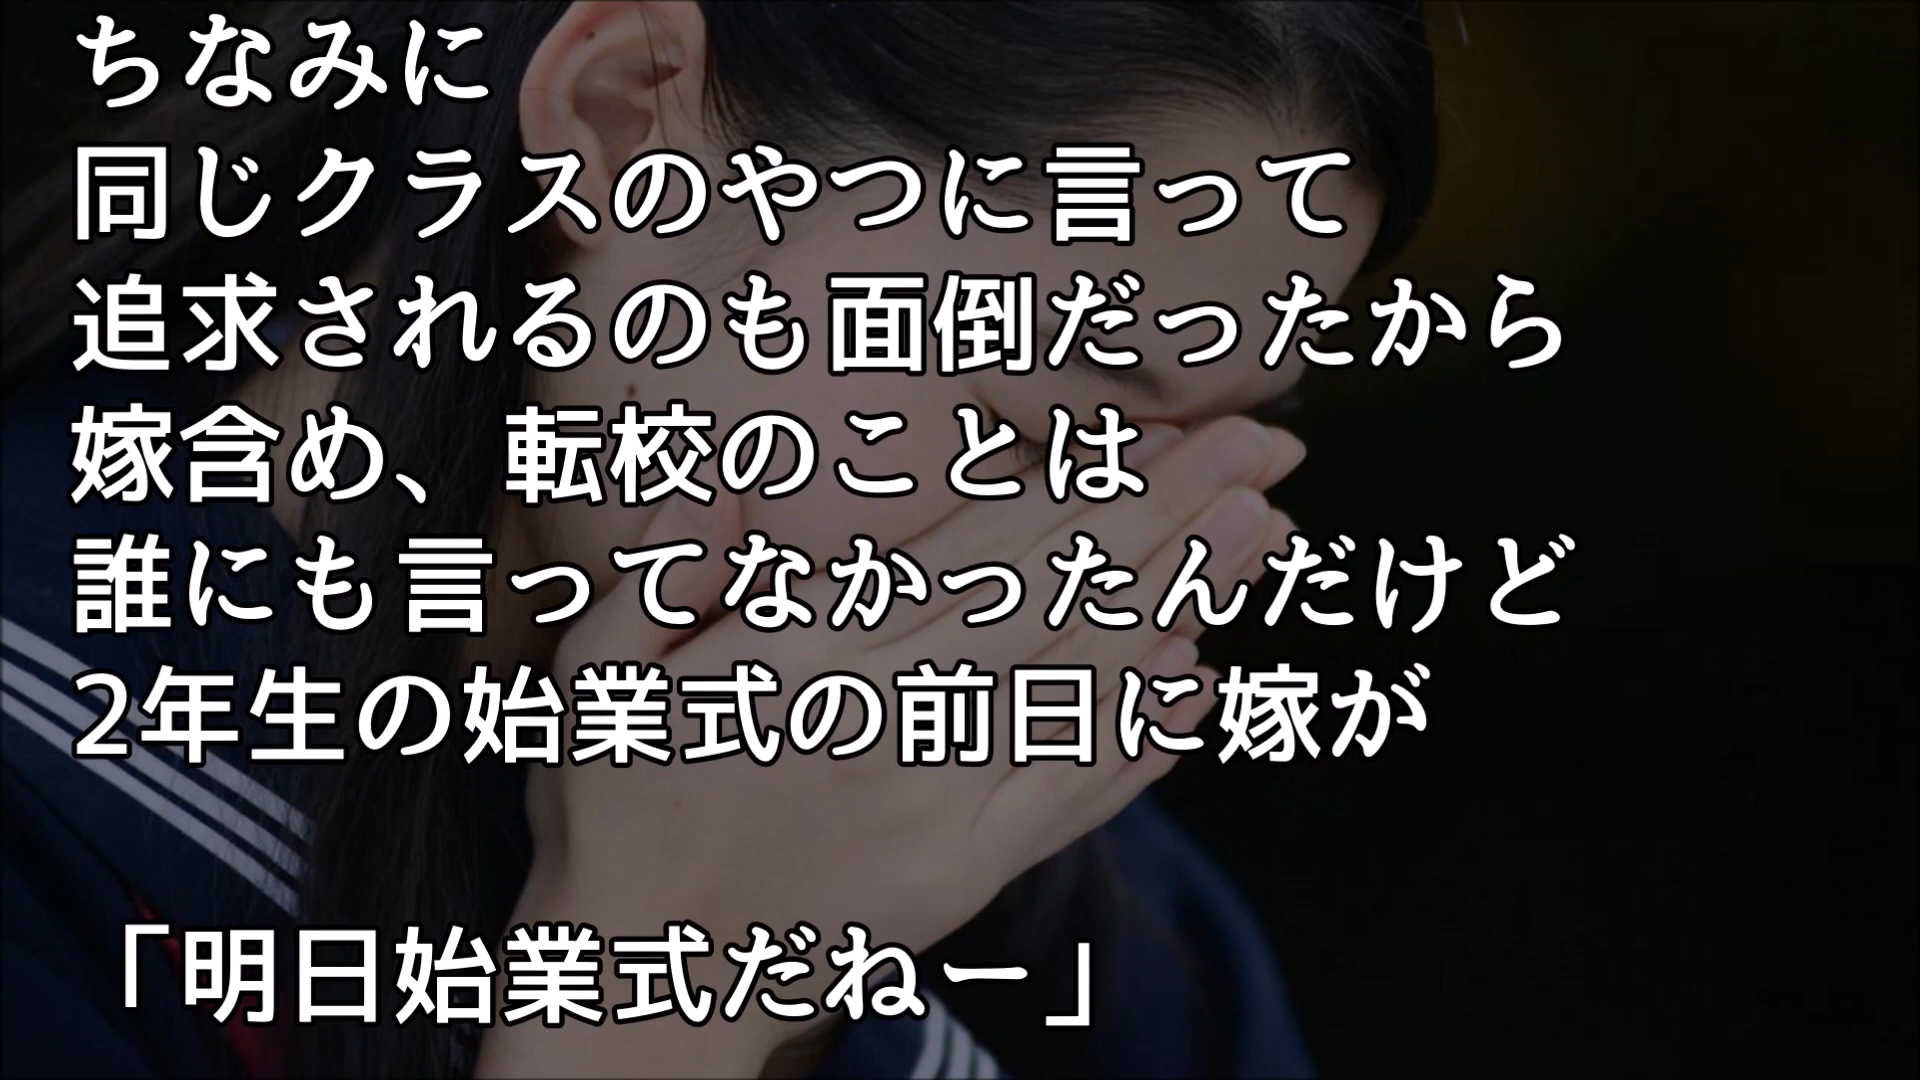 ちなみに
同じクラスのやつに言って
追求されるのも面倒だったから
嫁含め、転校のことは
誰にも言ってなかったんだけど
2年生の始業式の前日に嫁が
「明日始業式だねー」